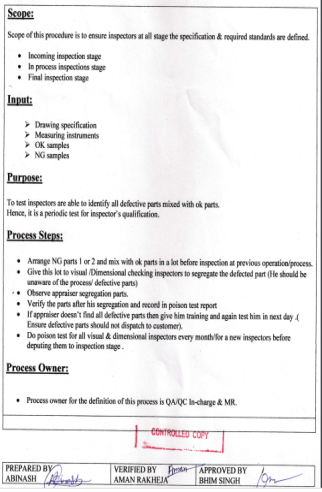 Scope:
Scope of this procedure is to ensure inspectors at all stage the specification & required standards are defined.
• Incoming inspection stage
• In process inspections stage
• Final inspection stage
Input:
➢ Drawing specification
➢ Measuring instruments
➢ OK samples
➢ NG samples
Purpose:
To test inspectors are able to identify all defective parts mixed with ok parts.
Hence, it is a periodic test for inspector's qualification.
Process Steps:
• Arrange NG parts 1 or 2 and mix with ok parts in a lot before inspection at previous operation/process.
• Give this lot to visual /Dimensional checking inspectors to segregate the defected part (He should be
unaware of the process/ defective parts)
• Observe appraiser segregation parts.
• Verify the parts after his segregation and record in poison test report
• If appraiser doesn't find all defective parts then give him training and again test him in next day .(
Ensure defective parts should not dispatch to customer).
• Do poison test for all visual & dimensional inspectors every month/for a new inspectors before
deputing them to inspection stage .
Process Owner:
• Process owner for the definition of this process is QA/QC In-charge & MR.
CONTROLLED COPY
PREPARED BY VERIFIED BY APPROVED BY
ABINASH AMAN RAKHEJA BHIM SINGH